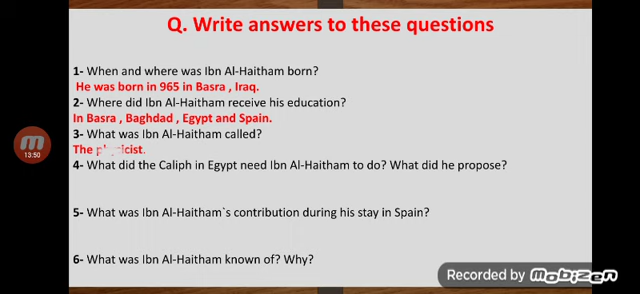 Q. Write answers to these questions
1- When and where was Ibn Al-Haitham born?
He was born in 965 in Basra , Iraq.
2- Where did Ibn Al-Haitham receive his education?
In Basra , Baghdad , Egypt and Spain.
3- What was Ibn Al-Haitham called?
The physicist.
4- What did the Caliph in Egypt need Ibn Al-Haitham to do? What did he propose?
5- What was Ibn Al-Haitham`s contribution during his stay in Spain?
6- What was Ibn Al-Haitham known of? Why?
13:50
Recorded by Mobizen